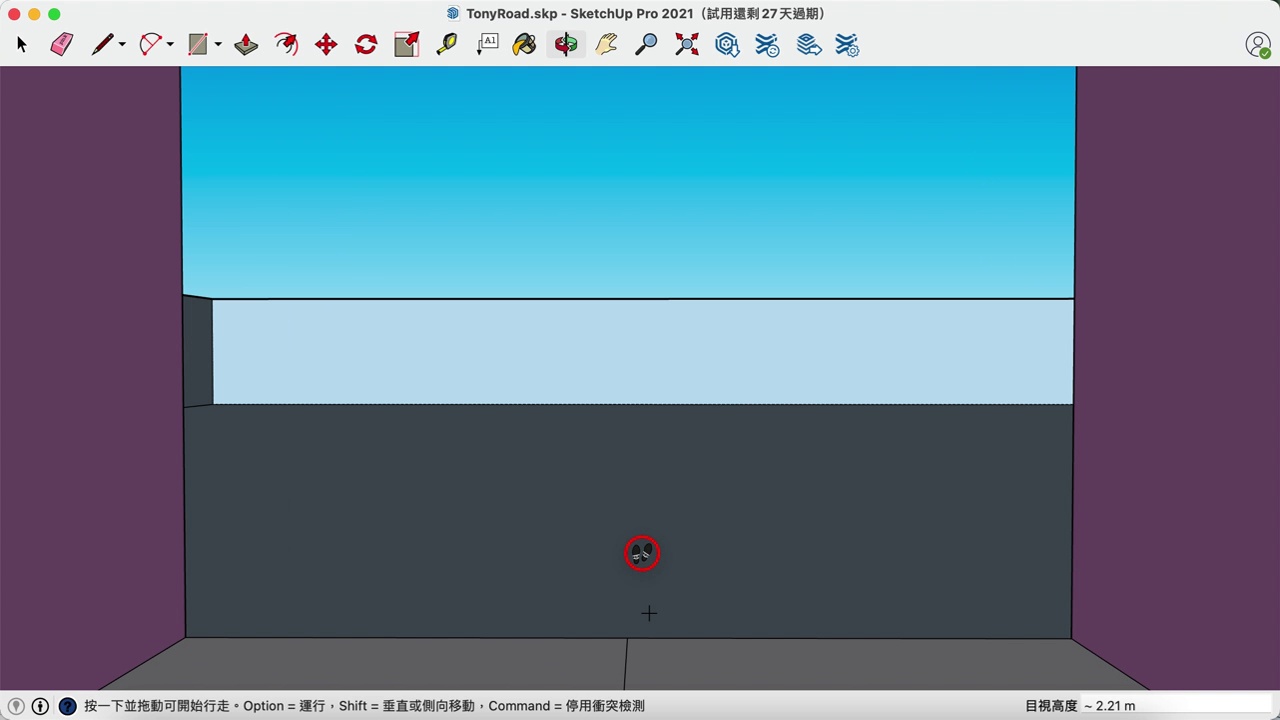 TonyRoad.skp - SketchUp Pro 2021（試用還剩27天過期）
A1
按一下並拖動可開始行走。Option = 運行，Shift = 垂直或側向移動，Command = 停用衝突檢測
目視高度 ~ 2.21 m